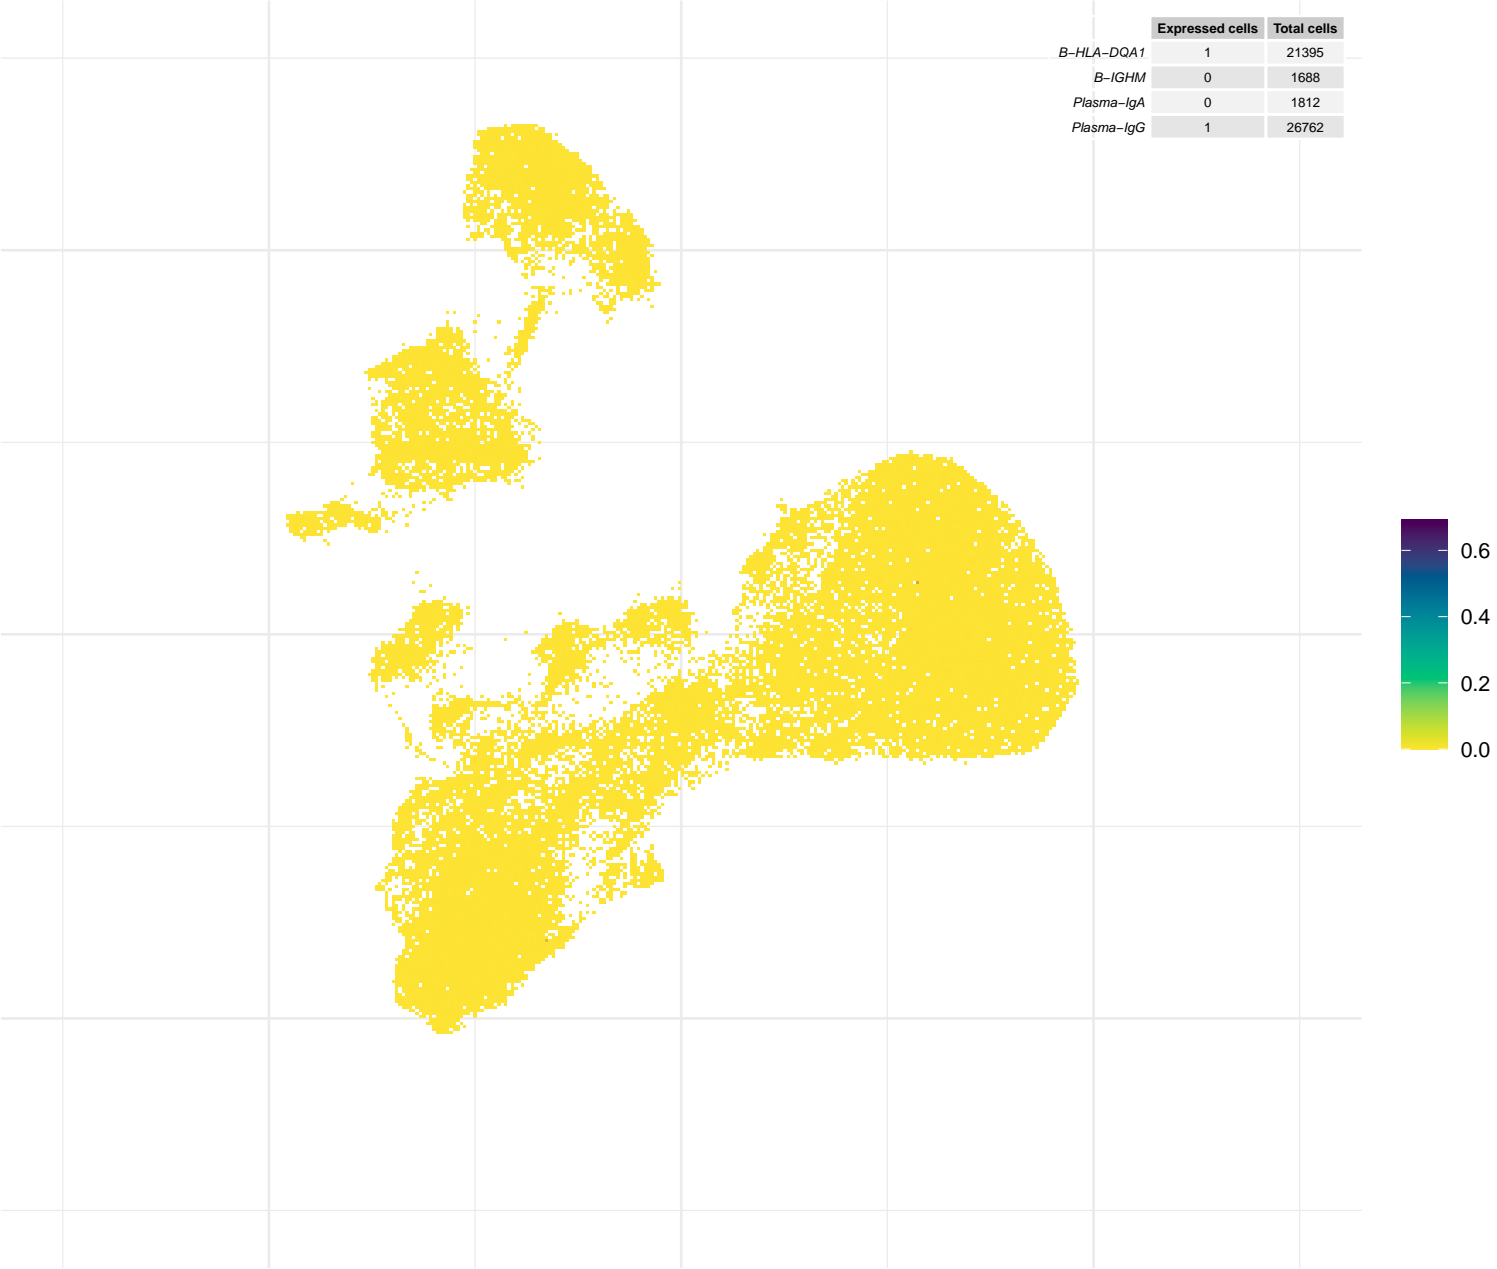 Expressed cells Total cells
B−HLA−DQA1 1 21395
B−IGHM 0 1688
Plasma−IgA 0 1812
Plasma−IgG 1 26762
0.6
0.4
0.2
0.0